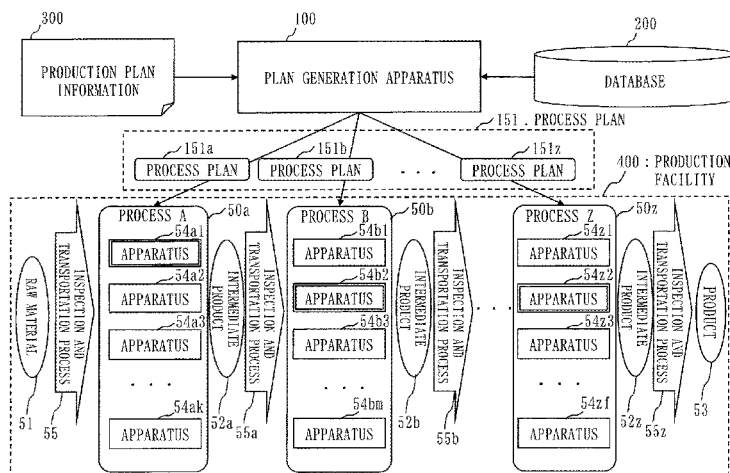 300
100
200
PRODUCTION PLAN
INFORMATION
PLAN GENERATION APPARATUS
DATABASE
151 : PROCESS PLAN
151a
151b
151z
PROCESS PLAN
PROCESS PLAN
. . .
PROCESS PLAN
400 : PRODUCTION
FACILITY
PROCESS A
50a
PROCESS B
50b
PROCESS Z
50z
54a1
APPARATUS
54a2
APPARATUS
54a3
APPARATUS
. . .
54ak
APPARATUS
54b1
APPARATUS
54b2
APPARATUS
54b3
APPARATUS
. . .
54bm
APPARATUS
54z1
APPARATUS
54z2
APPARATUS
54z3
APPARATUS
. . .
54zf
APPARATUS
RAW MATERIAL
INSPECTION AND
TRANSPORTATION PROCESS
INTERMEDIATE
PRODUCT
INSPECTION AND
TRANSPORTATION PROCESS
INTERMEDIATE
PRODUCT
INSPECTION AND
TRANSPORTATION PROCESS
. . .
INTERMEDIATE
PRODUCT
INSPECTION AND
TRANSPORTATION PROCESS
PRODUCT
51
55
52a
55a
52b
55b
52z
55z
53